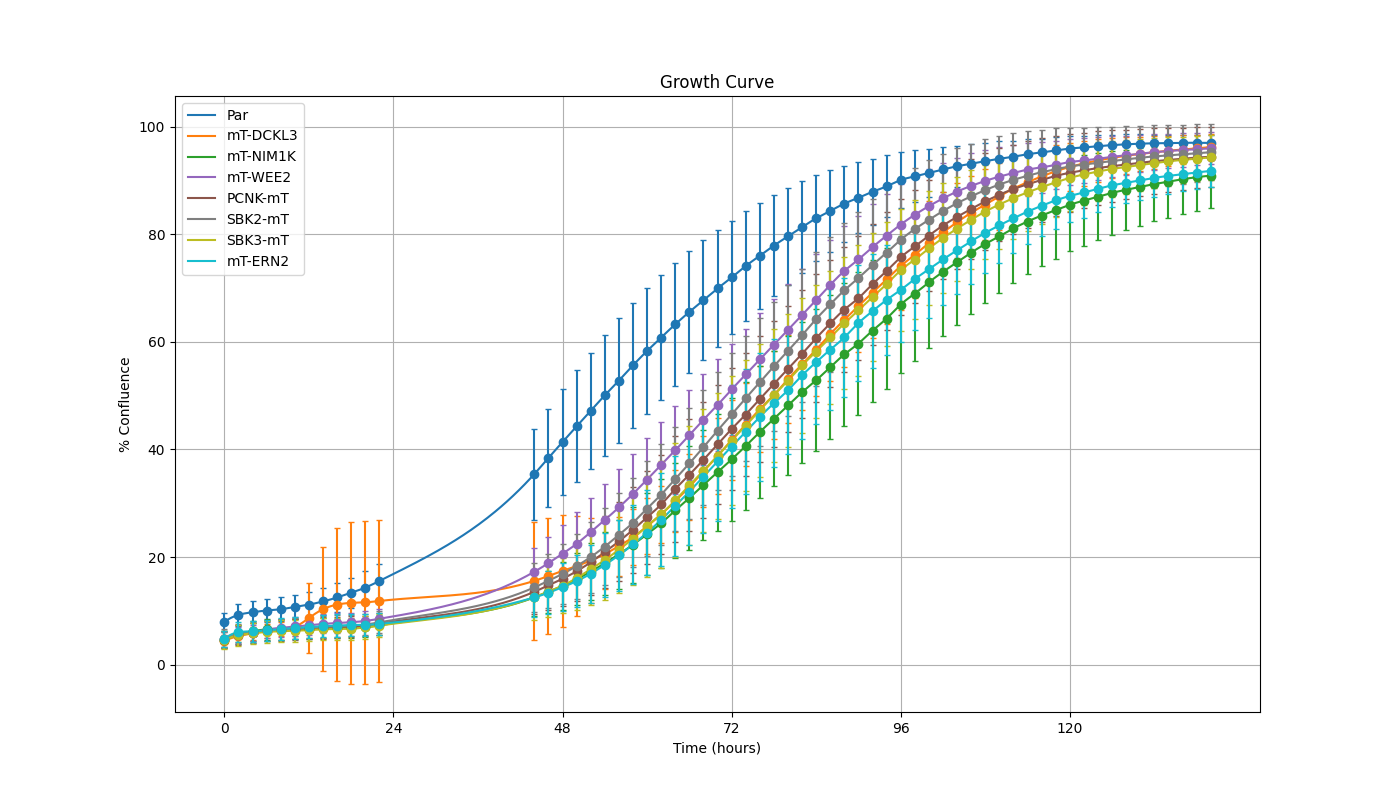 Growth Curve
Par
mT-DCKL3
mT-NIM1K
mT-WEE2
PCNK-mT
SBK2-mT
SBK3-mT
mT-ERN2
100
80
60
40
20
0
% Confluence
0 24 48 72 96 120
Time (hours)